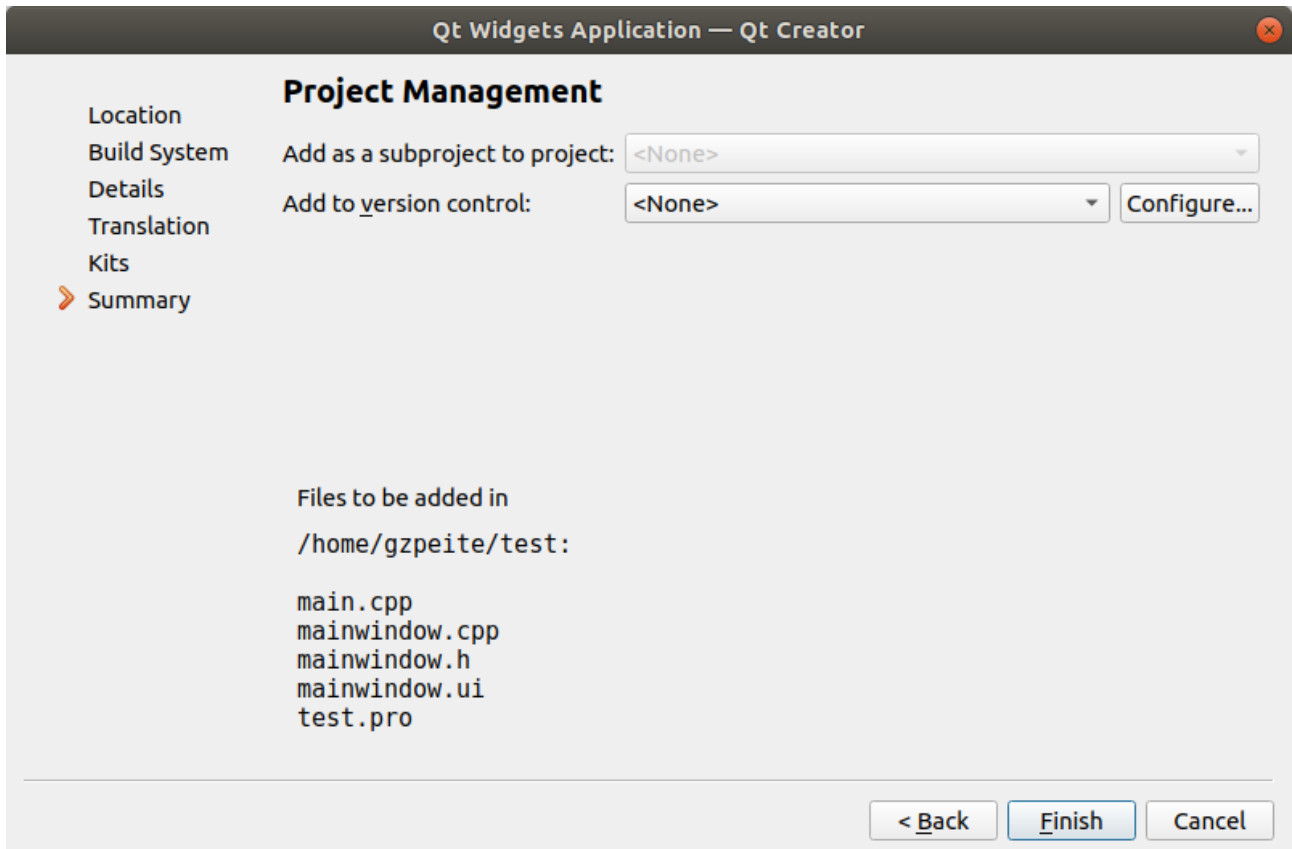 Qt Widgets Application — Qt Creator
Location
Build System
Details
Translation
Kits
Summary
Project Management
Add as a subproject to project: <None>
Add to version control: <None> Configure...
Files to be added in
/home/gzpeite/test:
main.cpp
mainwindow.cpp
mainwindow.h
mainwindow.ui
test.pro
< Back Finish Cancel